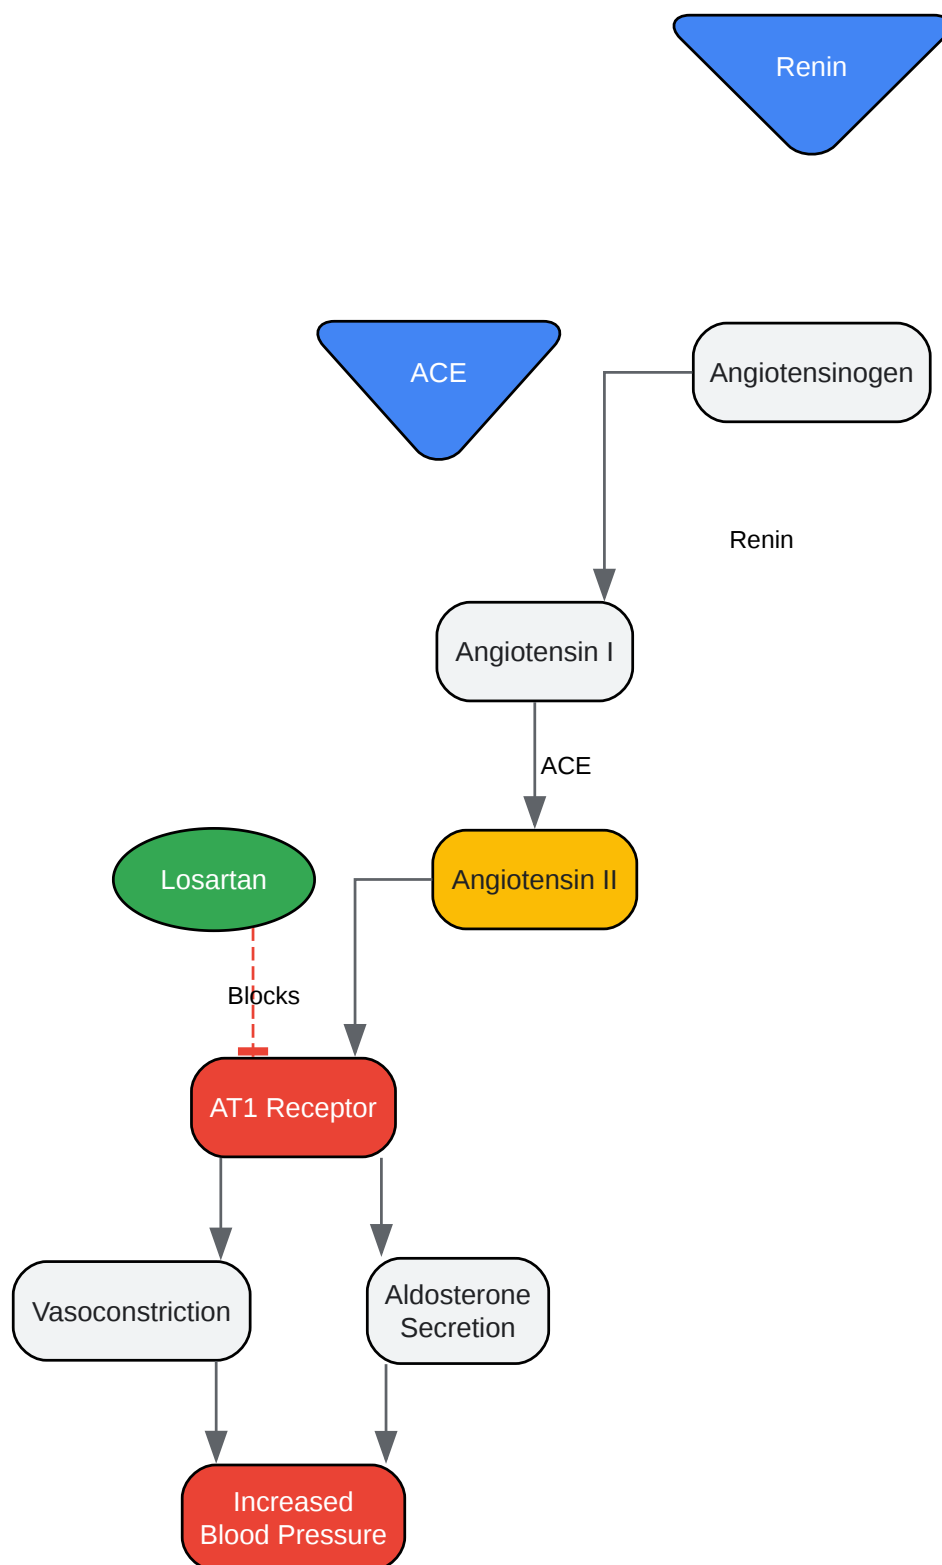 Renin
ACE
Angiotensinogen
Renin
Angiotensin I
ACE
Losartan
Angiotensin II
Blocks
AT1 Receptor
Vasoconstriction
Aldosterone
Secretion
Increased
Blood Pressure